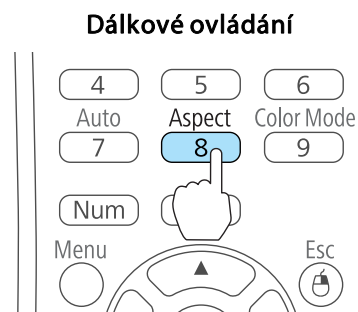 Dálkové ovládání
4 5 6
Auto Aspect Color Mode
7 8 9
Num
Menu Esc